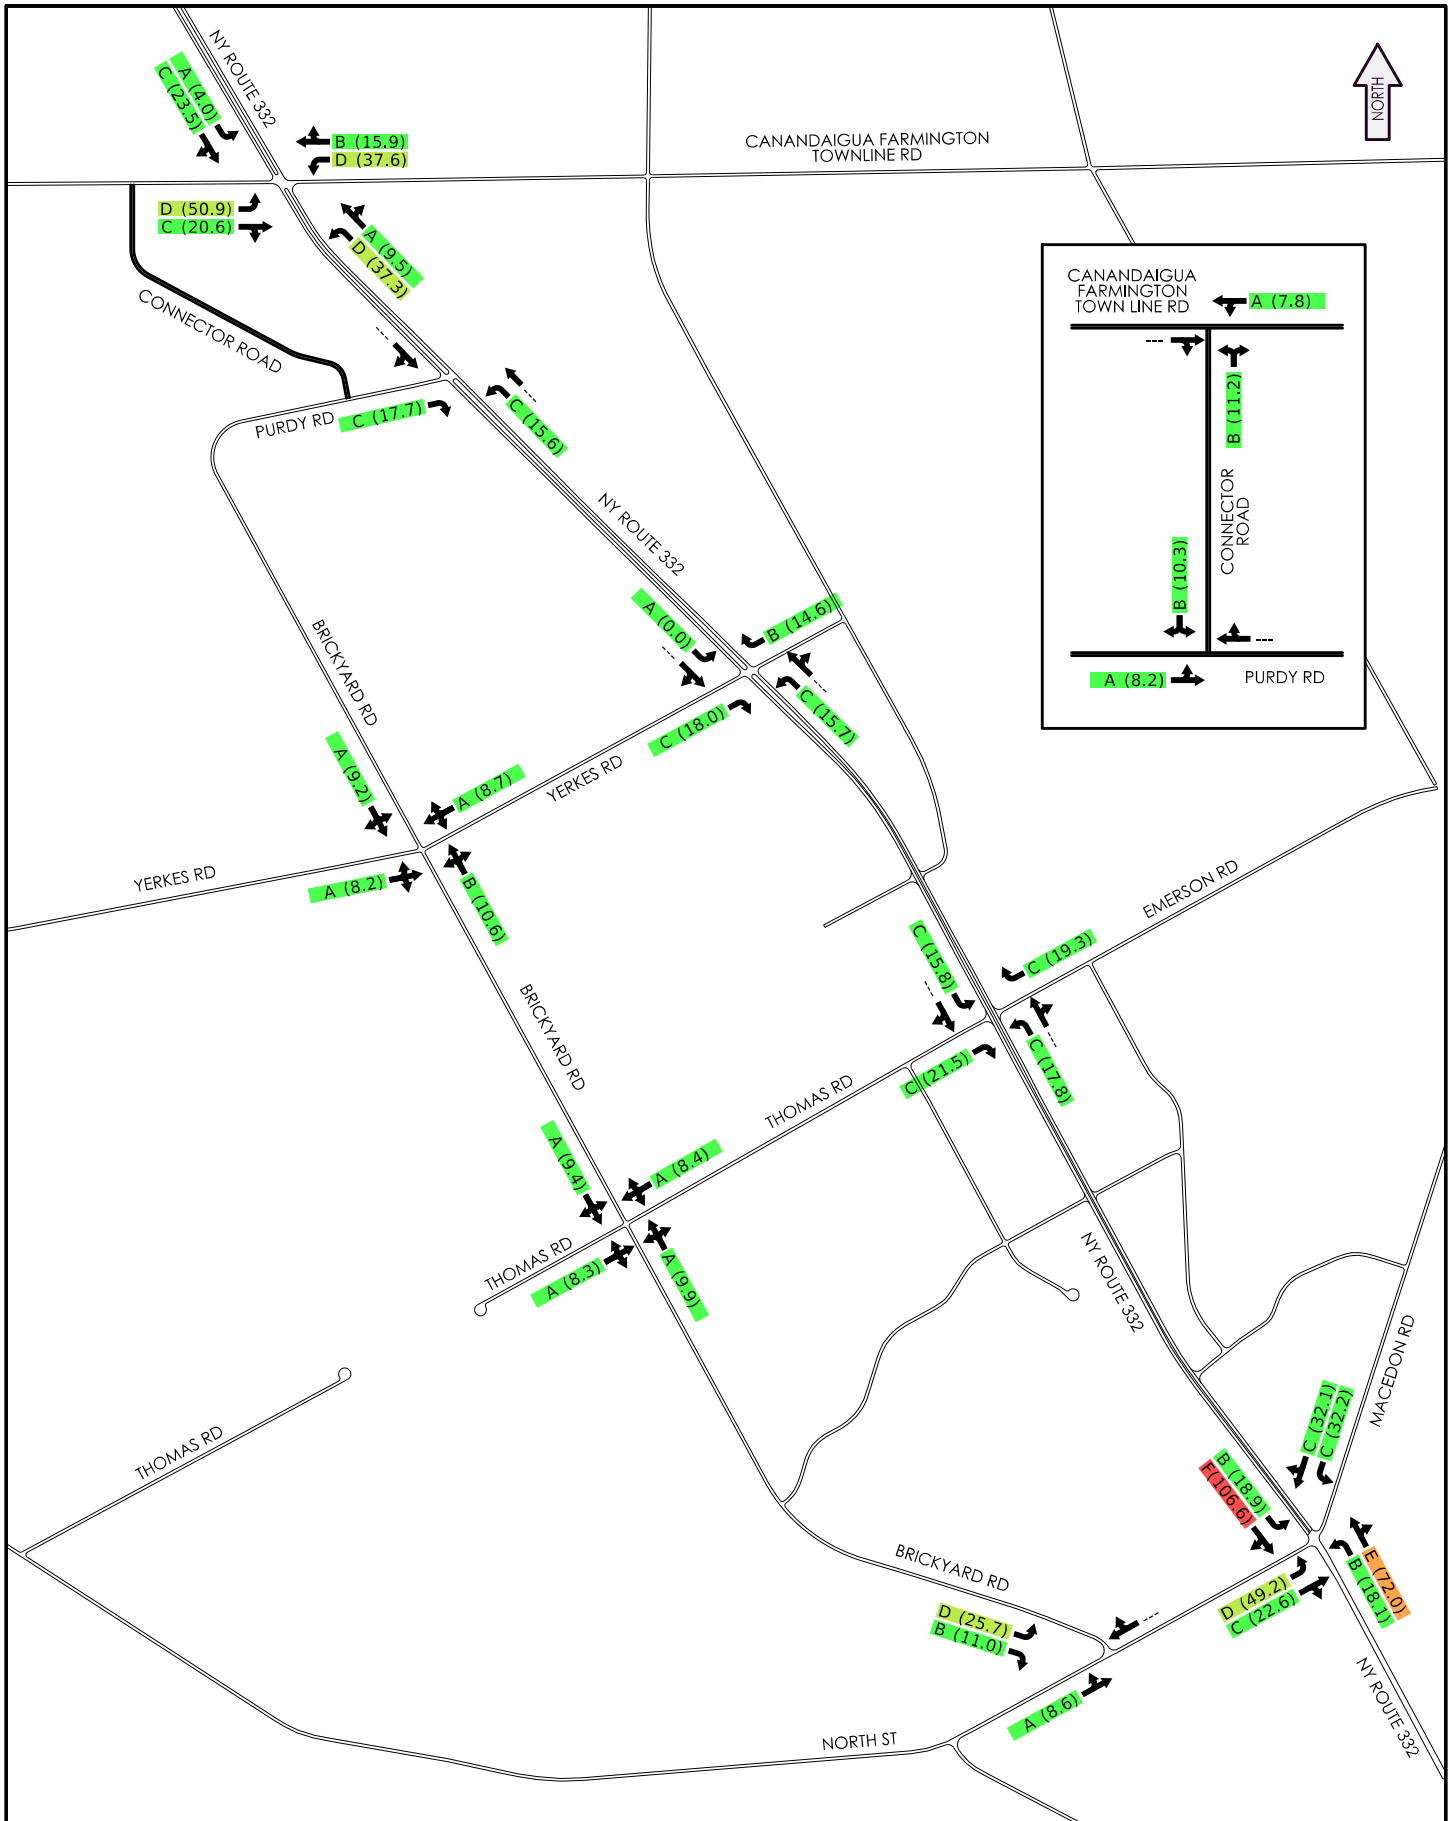 NY ROUTE 332
A (4.0)
C (23.5)
B (15.9)
D (37.6)
CANANDAIGUA FARMINGTON
TOWNLINE RD
NORTH
D (50.9)
C (20.6)
A (9.5)
D (37.3)
CONNECTOR ROAD
PURDY RD
C (17.7)
C (15.6)
CANANDAIGUA
FARMINGTON
TOWN LINE RD
A (7.8)
B (11.2)
CONNECTOR
ROAD
B (10.3)
A (8.2)
PURDY RD
NY ROUTE 332
A (0.0)
B (14.6)
C (18.0)
C (15.7)
BRICKYARD RD
YERKES RD
A (9.2)
A (8.7)
YERKES RD
A (8.2)
B (10.6)
EMERSON RD
C (15.8)
C (19.3)
C (21.5)
C (17.8)
BRICKYARD RD
THOMAS RD
A (9.4)
A (8.4)
THOMAS RD
A (8.3)
A (9.9)
NY ROUTE 332
MACEDON RD
THOMAS RD
C (32.1)
C (32.2)
B (18.9)
F(106.6)
E (72.0)
B (18.1)
D (49.2)
C (22.6)
BRICKYARD RD
D (25.7)
B (11.0)
A (8.6)
NORTH ST
NY ROUTE 332